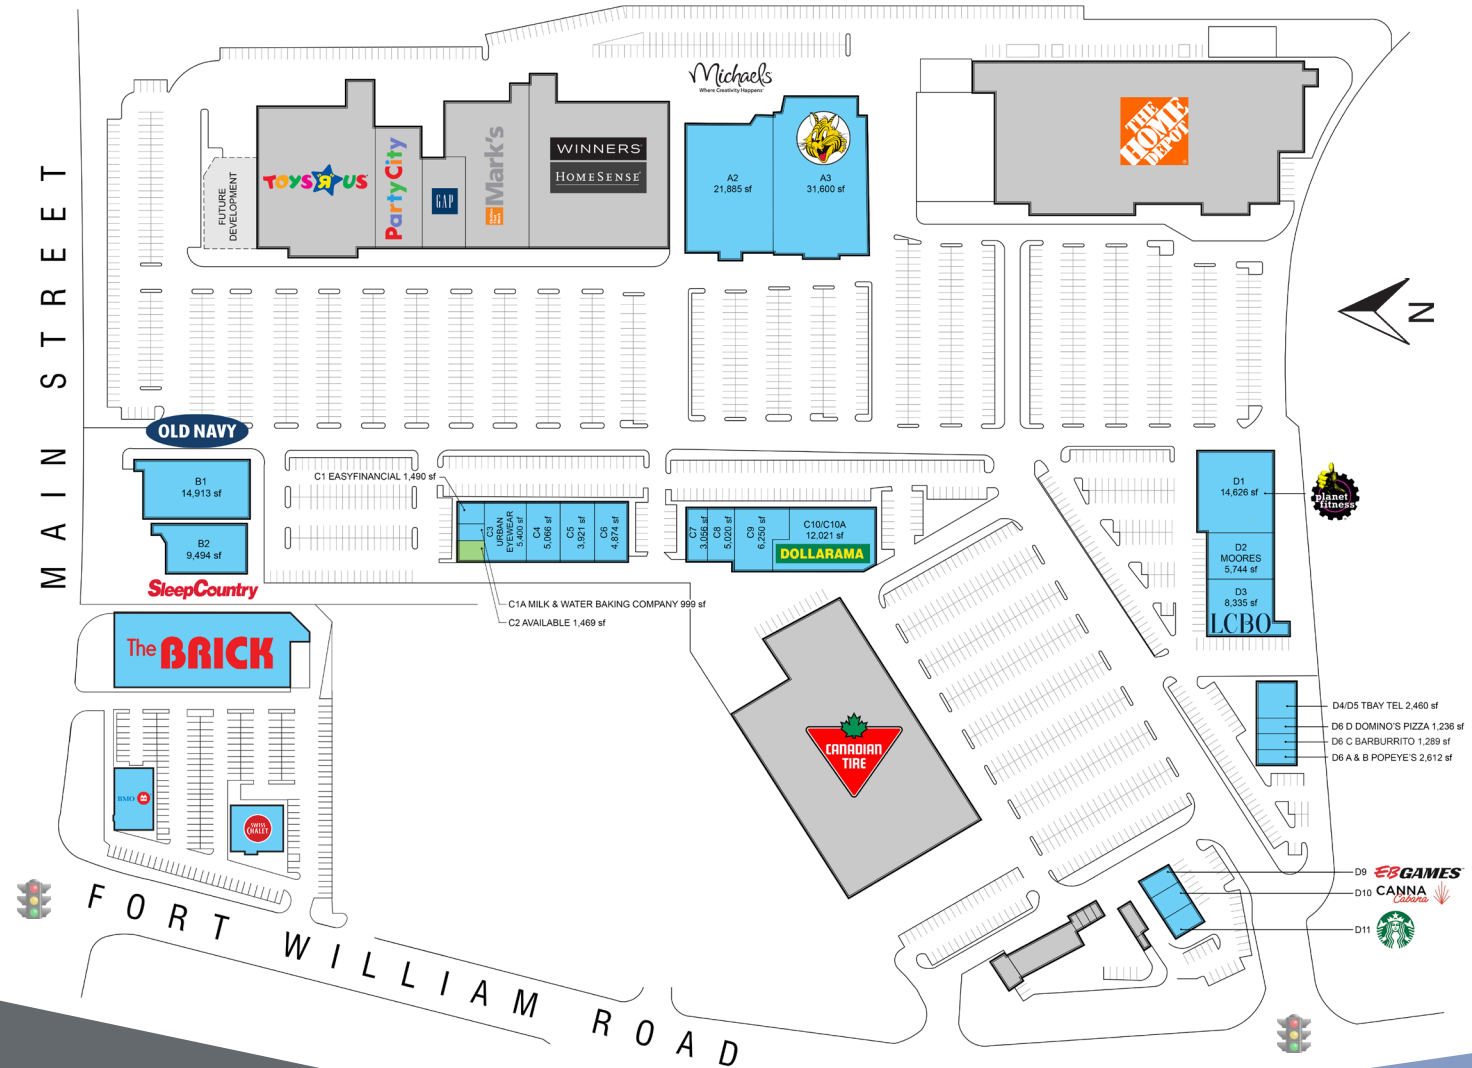 Michaels
Where Creativity Happens™
THE
HOME
DEPOT
MAIN STREET
FUTURE
DEVELOPMENT
TOYS R US
Party City
GAP
Mark's
WINNERS
HOMESENSE
A2
21,885 sf
A3
31,600 sf
N
OLD NAVY
B1
14,913 sf
B2
9,494 sf
SleepCountry
C1 EASYFINANCIAL 1,490 sf
C3
URBAN
EYEWEAR
5,400 sf
C4
5,066 sf
C5
3,921 sf
C6
4,874 sf
C7
3,056 sf
C8
5,020 sf
C9
6,250 sf
C10/C10A
12,021 sf
DOLLARAMA
C1A MILK & WATER BAKING COMPANY 999 sf
C2 AVAILABLE 1,469 sf
D1
14,626 sf
planet
fitness
D2
MOORES
5,744 sf
D3
8,335 sf
LCBO
The BRICK
CANADIAN
TIRE
D4/D5 TBAY TEL 2,460 sf
D6 D DOMINO'S PIZZA 1,236 sf
D6 C BARBURRITO 1,289 sf
D6 A & B POPEYE'S 2,612 sf
BMO
SWISS
CHALET
D9 EBGAMES
D10 CANNA
Cabana
D11
FORT WILLIAM ROAD